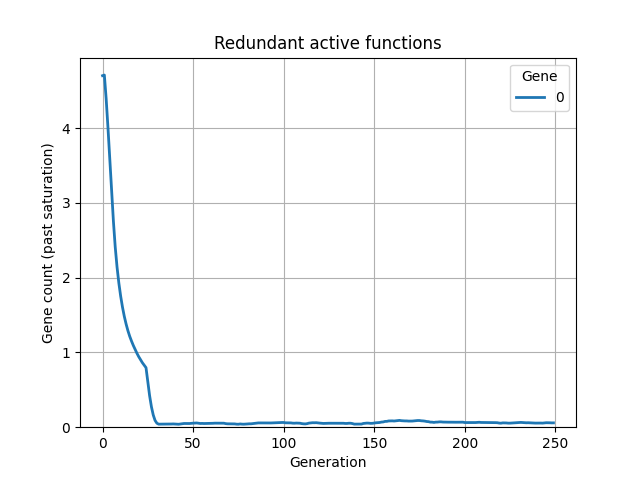 Redundant active functions
Gene
0
Gene count (past saturation)
4
3
2
1
0
0 50 100 150 200 250
Generation